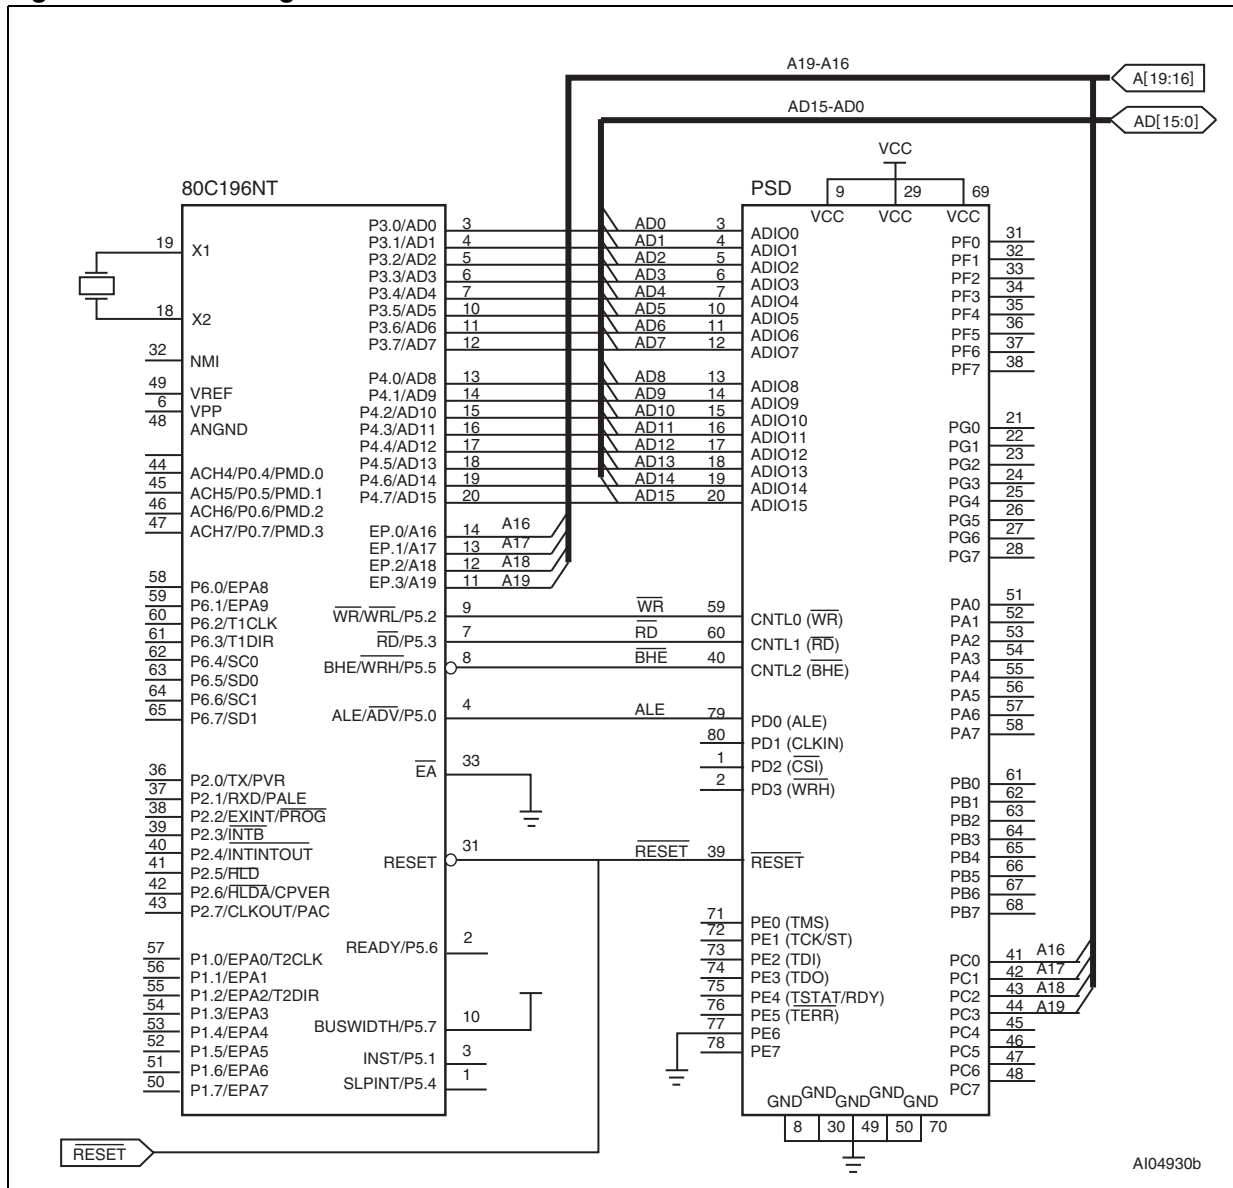 A19-A16
A[19:16]
AD15-AD0
AD[15:0]
VCC
80C196NT
PSD
9 29 69
VCC VCC VCC
19 X1
18 X2
32 NMI
49 VREF
6 VPP
48 ANGND
44 ACH4/P0.4/PMD.0
45 ACH5/P0.5/PMD.1
46 ACH6/P0.6/PMD.2
47 ACH7/P0.7/PMD.3
58 P6.0/EPA8
59 P6.1/EPA9
60 P6.2/T1CLK
61 P6.3/T1DIR
62 P6.4/SC0
63 P6.5/SD0
64 P6.6/SC1
65 P6.7/SD1
36 P2.0/TX/PVR
37 P2.1/RXD/PALE
38 P2.2/EXINT/PROG
39 P2.3/INTB
40 P2.4/INTINTOUT
41 P2.5/HLD
42 P2.6/HLDA/CPVER
43 P2.7/CLKOUT/PAC
57 P1.0/EPA0/T2CLK
56 P1.1/EPA1
55 P1.2/EPA2/T2DIR
54 P1.3/EPA3
53 P1.4/EPA4
52 P1.5/EPA5
51 P1.6/EPA6
50 P1.7/EPA7
P3.0/AD0 3 AD0 3 ADIO0
P3.1/AD1 4 AD1 4 ADIO1
P3.2/AD2 5 AD2 5 ADIO2
P3.3/AD3 6 AD3 6 ADIO3
P3.4/AD4 7 AD4 7 ADIO4
P3.5/AD5 10 AD5 10 ADIO5
P3.6/AD6 11 AD6 11 ADIO6
P3.7/AD7 12 AD7 12 ADIO7
P4.0/AD8 13 AD8 13 ADIO8
P4.1/AD9 14 AD9 14 ADIO9
P4.2/AD10 15 AD10 15 ADIO10
P4.3/AD11 16 AD11 16 ADIO11
P4.4/AD12 17 AD12 17 ADIO12
P4.5/AD13 18 AD13 18 ADIO13
P4.6/AD14 19 AD14 19 ADIO14
P4.7/AD15 20 AD15 20 ADIO15
EP.0/A16 14 A16
EP.1/A17 13 A17
EP.2/A18 12 A18
EP.3/A19 11 A19
WR/WRL/P5.2 9 WR 59 CNTL0 (WR)
RD/P5.3 7 RD 60 CNTL1 (RD)
BHE/WRH/P5.5 8 BHE 40 CNTL2 (BHE)
ALE/ADV/P5.0 4 ALE 79 PD0 (ALE)
80 PD1 (CLKIN)
1 PD2 (CSI)
2 PD3 (WRH)
EA 33
RESET 31 RESET 39 RESET
READY/P5.6 2
BUSWIDTH/P5.7 10
INST/P5.1 3
SLPINT/P5.4 1
71 PE0 (TMS)
72 PE1 (TCK/ST)
73 PE2 (TDI)
74 PE3 (TDO)
75 PE4 (TSTAT/RDY)
76 PE5 (TERR)
77 PE6
78 PE7
PF0 31
PF1 32
PF2 33
PF3 34
PF4 35
PF5 36
PF6 37
PF7 38
PG0 21
PG1 22
PG2 23
PG3 24
PG4 25
PG5 26
PG6 27
PG7 28
PA0 51
PA1 52
PA2 53
PA3 54
PA4 55
PA5 56
PA6 57
PA7 58
PB0 61
PB1 62
PB2 63
PB3 64
PB4 65
PB5 66
PB6 67
PB7 68
PC0 41 A16
PC1 42 A17
PC2 43 A18
PC3 44 A19
PC4 45
PC5 46
PC6 47
PC7 48
GND GND GND GND GND
8 30 49 50 70
RESET
AI04930b